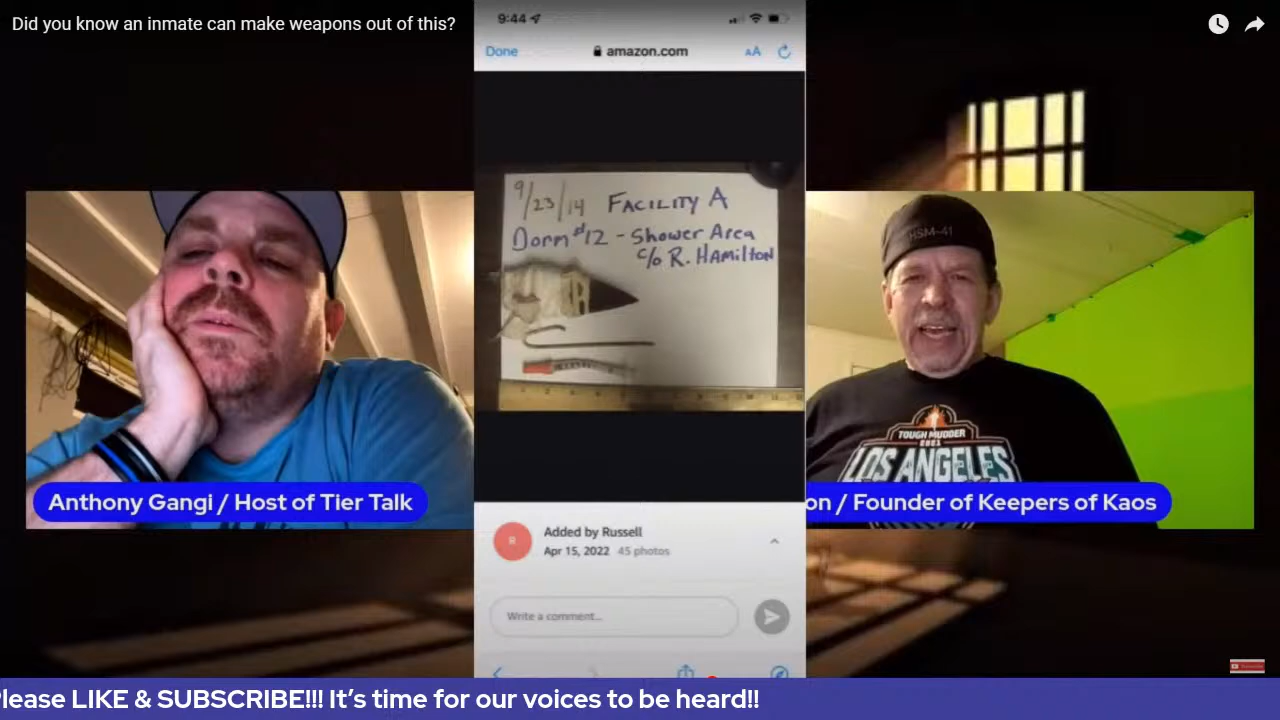 Did you know an inmate can make weapons out of this?
9:44
Done
amazon.com
AA
9/23/14 FACILITY A
Dorm #12 - Shower Area
c/o R. HAMILTON
HSM-41
TOUGH MUDDER
2021
LOS ANGELES
Anthony Gangi / Host of Tier Talk
on / Founder of Keepers of Kaos
R
Added by Russell
Apr 15, 2022 45 photos
Write a comment...
lease LIKE & SUBSCRIBE!!! It's time for our voices to be heard!!